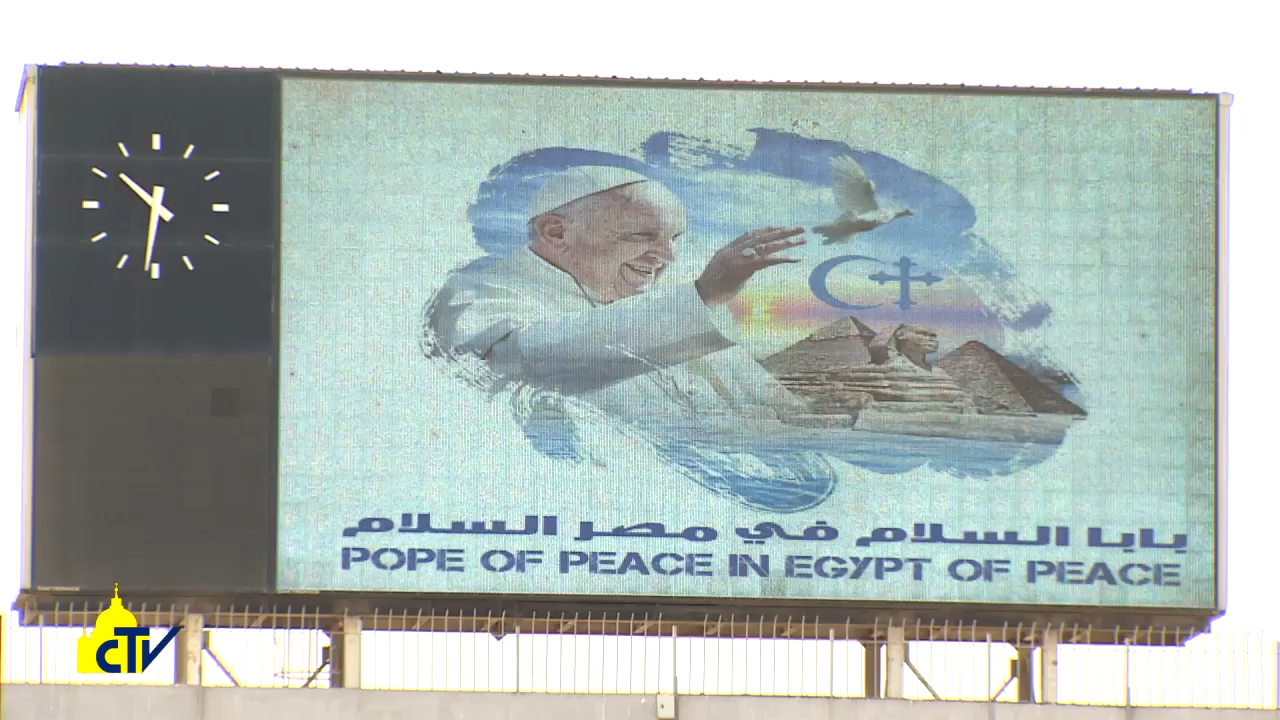 بابا السلام في مصر السلام
POPE OF PEACE IN EGYPT OF PEACE
CTV